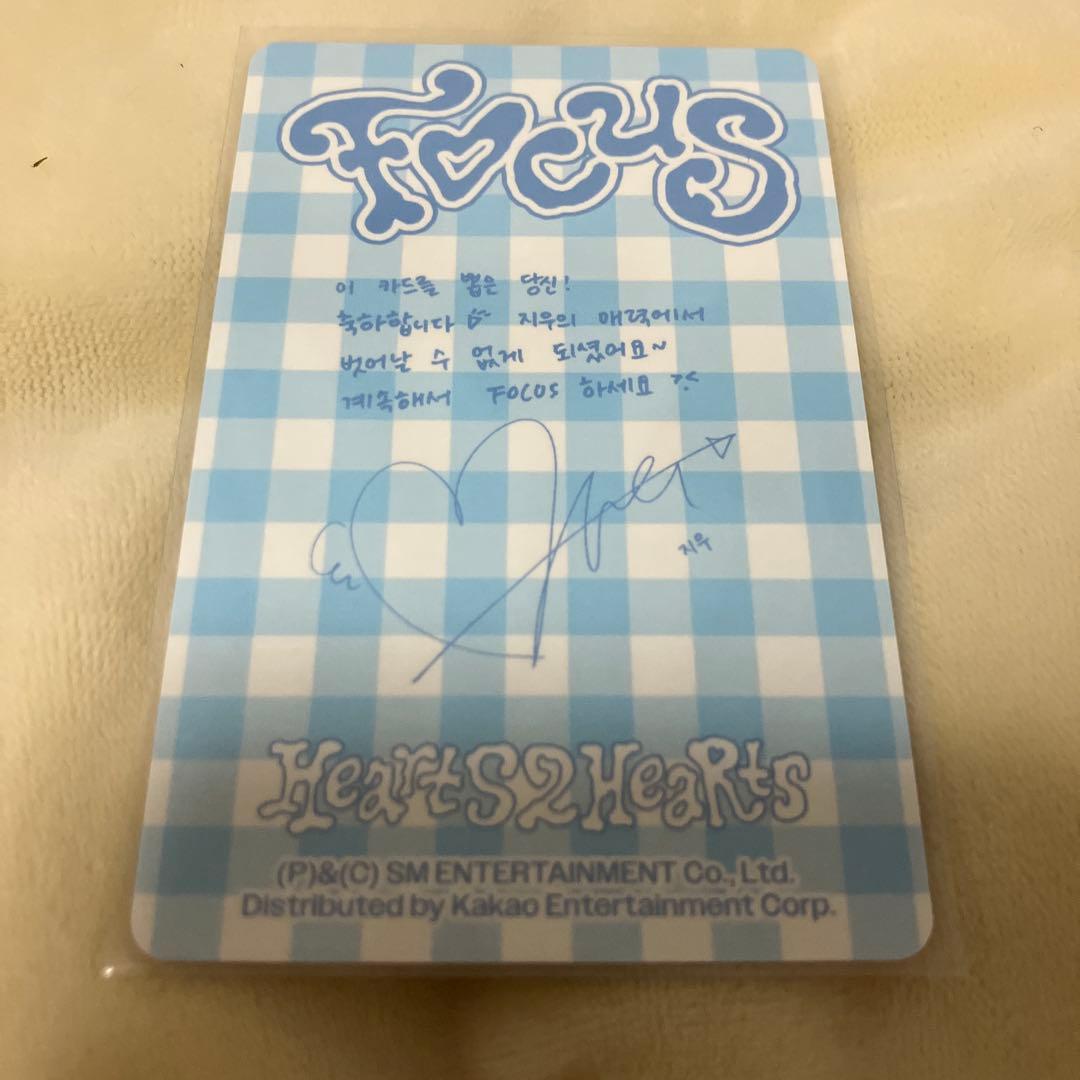 FOCUS
이 카드를 뽑은 당신!
축하합니다 지우의 매력에서
벗어날 수 없게 되셨어요~
계속해서 FOCUS 하세요 >.<
지우
HeartS2HeaRts
(P)&(C) SM ENTERTAINMENT Co., Ltd.
Distributed by Kakao Entertainment Corp.